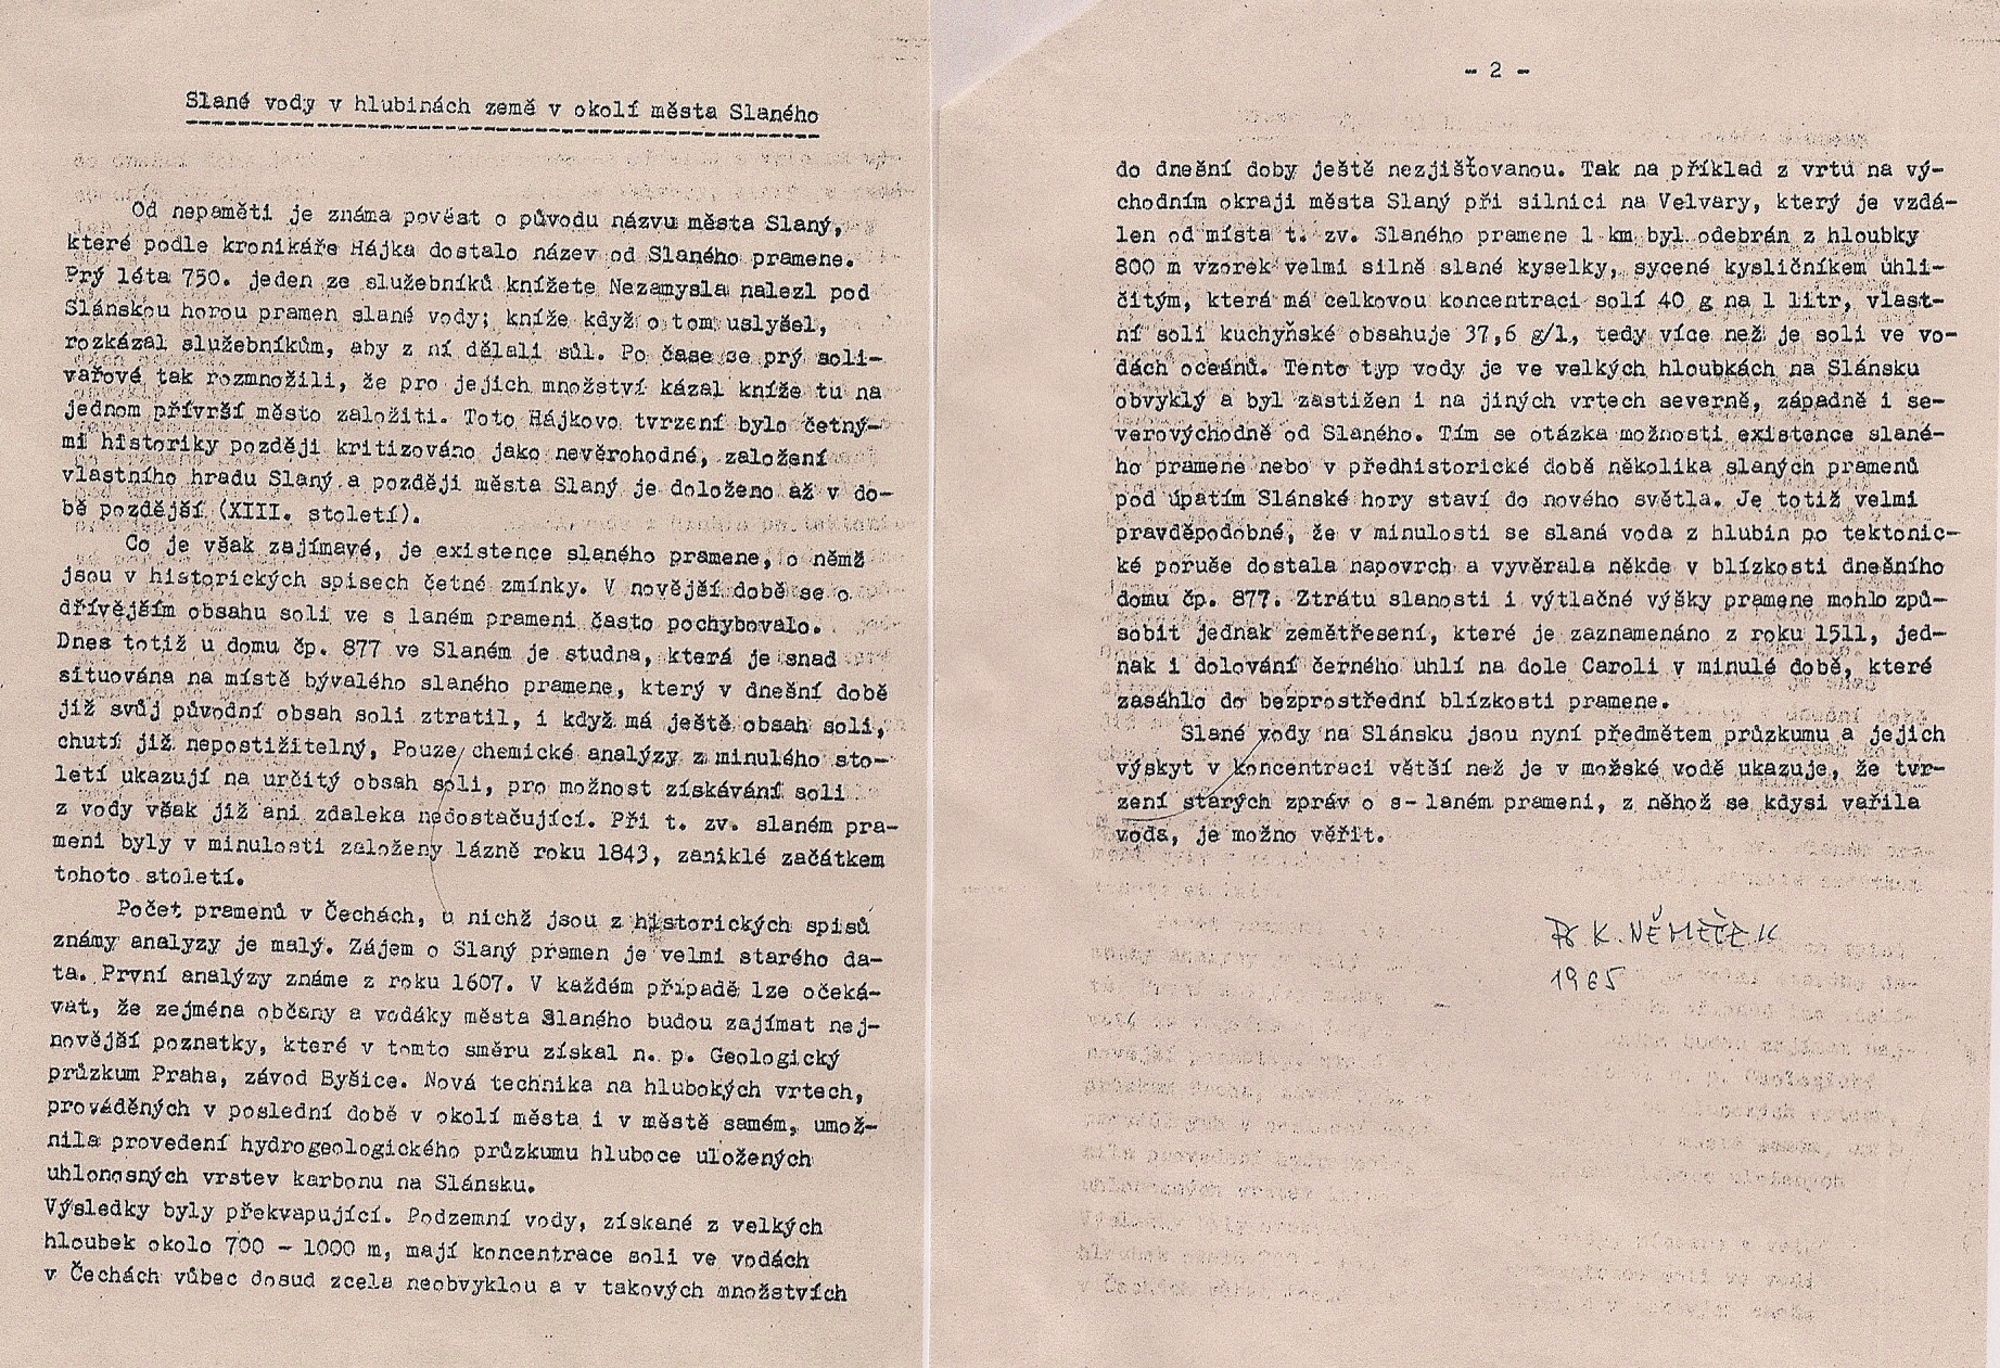 Slané vody v hlubinách země v okolí města Slaného
Od nepaměti je známa pověst o původu názvu města Slaný,
které podle kronikáře Hájka dostalo název od Slaného pramene.
Prý léta 750. jeden ze služebníků knížete Nezamysla nalezl pod
Slánskou horou pramen slané vody; kníže když o tom uslyšel,
rozkázal služebníkům, aby z ní dělali sůl. Po čase se prý soli-
vařové tak rozmnožili, že pro jejich množství kázal kníže tu na
jednom přívrší město založiti. Toto Hájkovo tvrzení bylo četný-
mi historiky později kritizováno jako nevěrohodné, založení
vlastního hradu Slaný a později města Slaný je doloženo až v do-
bě pozdější (XIII. století).
Co je však zajímavé, je existence slaného pramene, o němž
jsou v historických spisech četné zmínky. V novější době se o
dřívějším obsahu soli ve s laném prameni často pochybovalo.
Dnes totiž u domu čp. 877 ve Slaném je studna, která je snad
situována na místě bývalého slaného pramene, který v dnešní době
již svůj původní obsah soli ztratil, i když má ještě obsah soli,
chutí již nepostižitelný, Pouze chemické analýzy z minulého sto-
letí ukazují na určitý obsah soli, pro možnost získávání soli
z vody však již ani zdaleka nedostačující. Při t. zv. slaném pra-
meni byly v minulosti založeny lázně roku 1843, zaniklé začátkem
tohoto století.
Počet pramenů v Čechách, u nichž jsou z historických spisů
známy analyzy je malý. Zájem o Slaný pramen je velmi starého da-
ta. První analýzy známe z roku 1607. V každém případě lze očeká-
vat, že zejména občany a vodáky města Slaného budou zajímat nej-
novější poznatky, které v tomto směru získal n. p. Geologický
průzkum Praha, závod Byšice. Nová technika na hlubokých vrtech,
prováděných v poslední době v okolí města i v městě samém, umož-
nila provedení hydrogeologického průzkumu hluboce uložených
uhlonosných vrstev karbonu na Slánsku.
Výsledky byly překvapující. Podzemní vody, získané z velkých
hloubek okolo 700 - 1000 m, mají koncentrace soli ve vodách
v Čechách vůbec dosud zcela neobvyklou a v takových množstvích
- 2 -
do dnešní doby ještě nezjišťovanou. Tak na příklad z vrtu na vý-
chodním okraji města Slaný při silnici na Velvary, který je vzdá-
len od místa t. zv. Slaného pramene 1 km byl odebrán z hloubky
800 m vzorek velmi silně slané kyselky, sycené kysličníkem uhli-
čitým, která má celkovou koncentraci solí 40 g na 1 litr, vlast-
ní soli kuchyňské obsahuje 37,6 g/l, tedy více než je soli ve vo-
dách oceánů. Tento typ vody je ve velkých hloubkách na Slánsku
obvyklý a byl zastižen i na jiných vrtech severně, západně i se-
verovýchodně od Slaného. Tím se otázka možnosti existence slané-
ho pramene nebo v předhistorické době několika slaných pramenů
pod úpatím Slánské hory staví do nového světla. Je totiž velmi
pravděpodobné, že v minulosti se slaná voda z hlubin po tektonic-
ké poruše dostala napovrch a vyvěrala někde v blízkosti dnešního
domu čp. 877. Ztrátu slanosti i výtlačné výšky pramene mohlo způ-
sobit jednak zemětřesení, které je zaznamenáno z roku 1511, jed-
nak i dolování černého uhlí na dole Caroli v minulé době, které
zasáhlo do bezprostřední blízkosti pramene.
Slané vody na Slánsku jsou nyní předmětem průzkumu a jejich
výskyt v koncentraci větší než je v možské vodě ukazuje, že tvr-
zení starých zpráv o s- laném prameni, z něhož se kdysi vařila
voda, je možno věřit.
K. NĚMEČEK
1965